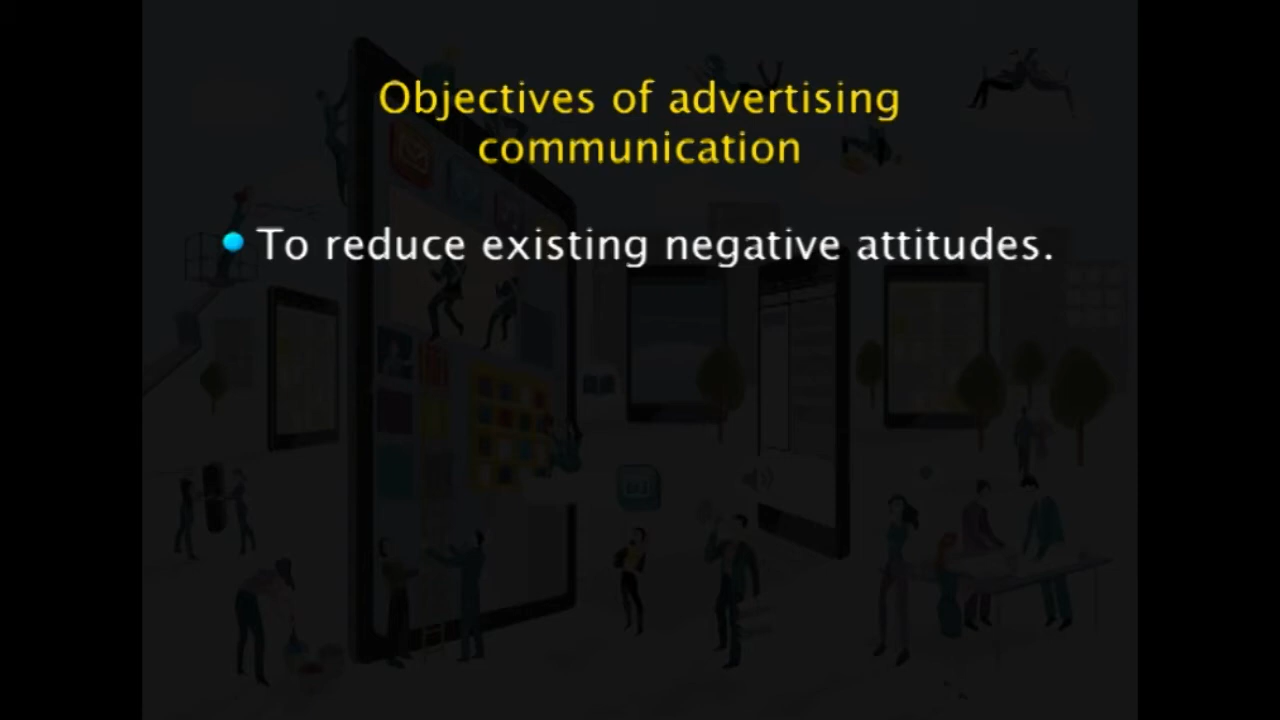 Objectives of advertising
communication
To reduce existing negative attitudes.